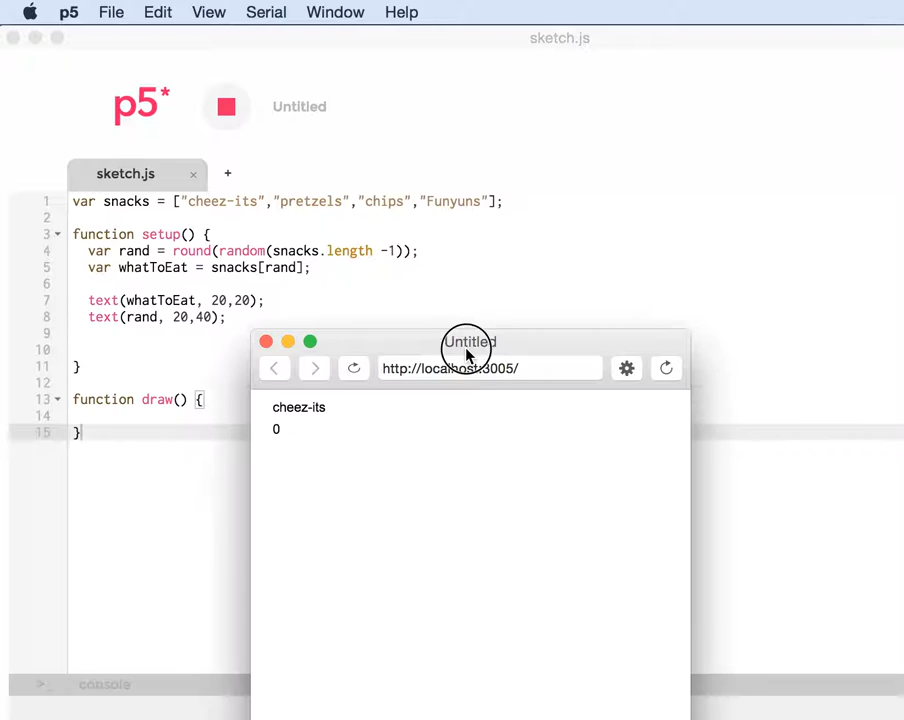 p5 File Edit View Serial Window Help
sketch.js
p5* Untitled
sketch.js × +
1 var snacks = ["cheez-its","pretzels","chips","Funyuns"];
2
3 function setup() {
4 var rand = round(random(snacks.length -1));
5 var whatToEat = snacks[rand];
6
7 text(whatToEat, 20,20);
8 text(rand, 20,40);
9
10
11 }
12
13 function draw() {
14
15 }
Untitled
http://localhost:3005/
cheez-its
0
>_ console